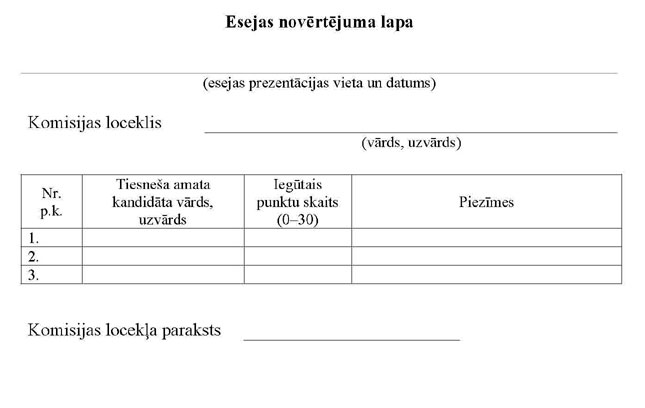 Esejas novērtējuma lapa
(esejas prezentācijas vieta un datums)
Komisijas loceklis
(vārds, uzvārds)
Nr. p.k.
Tiesneša amata kandidāta vārds, uzvārds
Iegūtais punktu skaits (0–30)
Piezīmes
1.
2.
3.
Komisijas locekļa paraksts